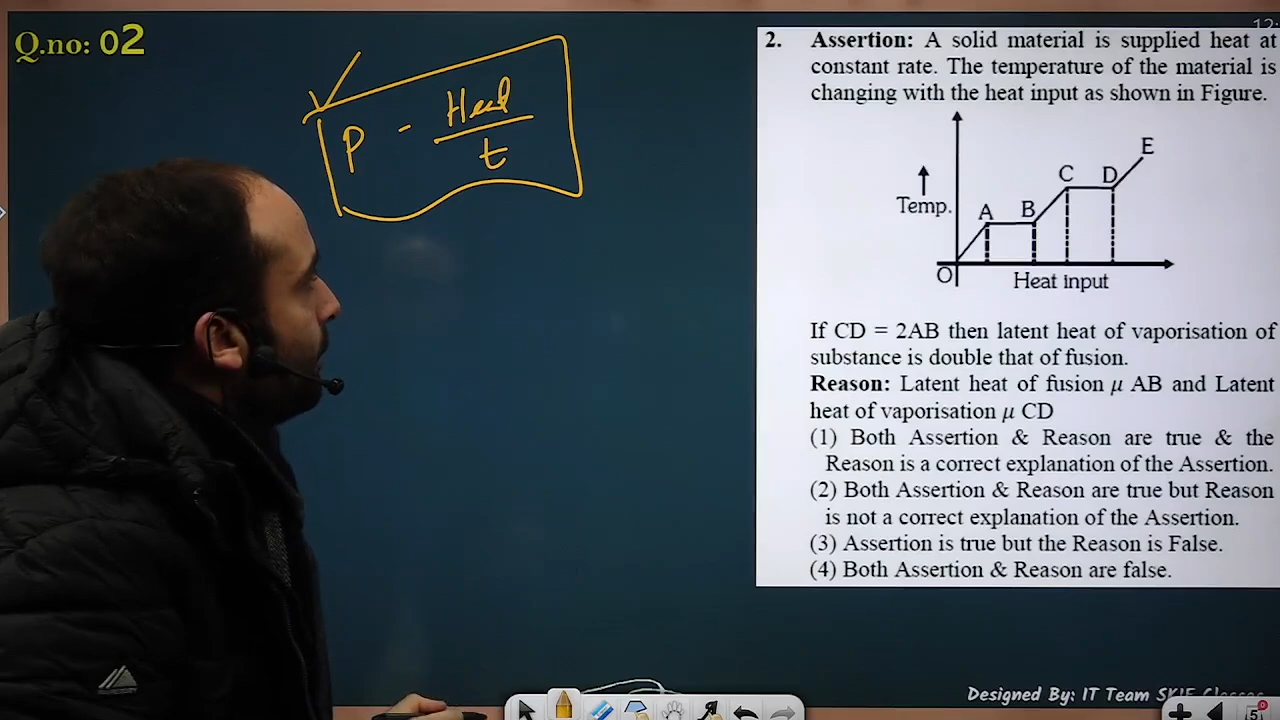 Q.no: 02
P - Heat
t
12:
2. Assertion: A solid material is supplied heat at
constant rate. The temperature of the material is
changing with the heat input as shown in Figure.
E
C D
Temp. A B
O
Heat input
If CD = 2AB then latent heat of vaporisation of
substance is double that of fusion.
Reason: Latent heat of fusion μ AB and Latent
heat of vaporisation μ CD
(1) Both Assertion & Reason are true & the
Reason is a correct explanation of the Assertion.
(2) Both Assertion & Reason are true but Reason
is not a correct explanation of the Assertion.
(3) Assertion is true but the Reason is False.
(4) Both Assertion & Reason are false.
Designed By: IT Team SKIE Classes
5